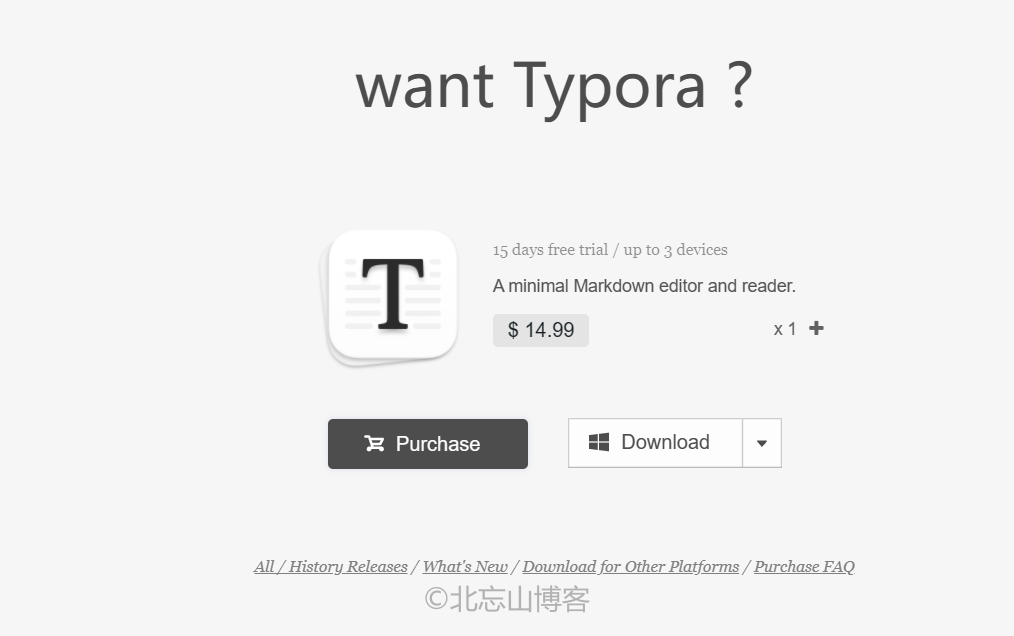 want Typora ?
T
15 days free trial / up to 3 devices
A minimal Markdown editor and reader.
$ 14.99
x 1 +
Purchase
Download
All / History Releases / What's New / Download for Other Platforms / Purchase FAQ
©北忘山博客